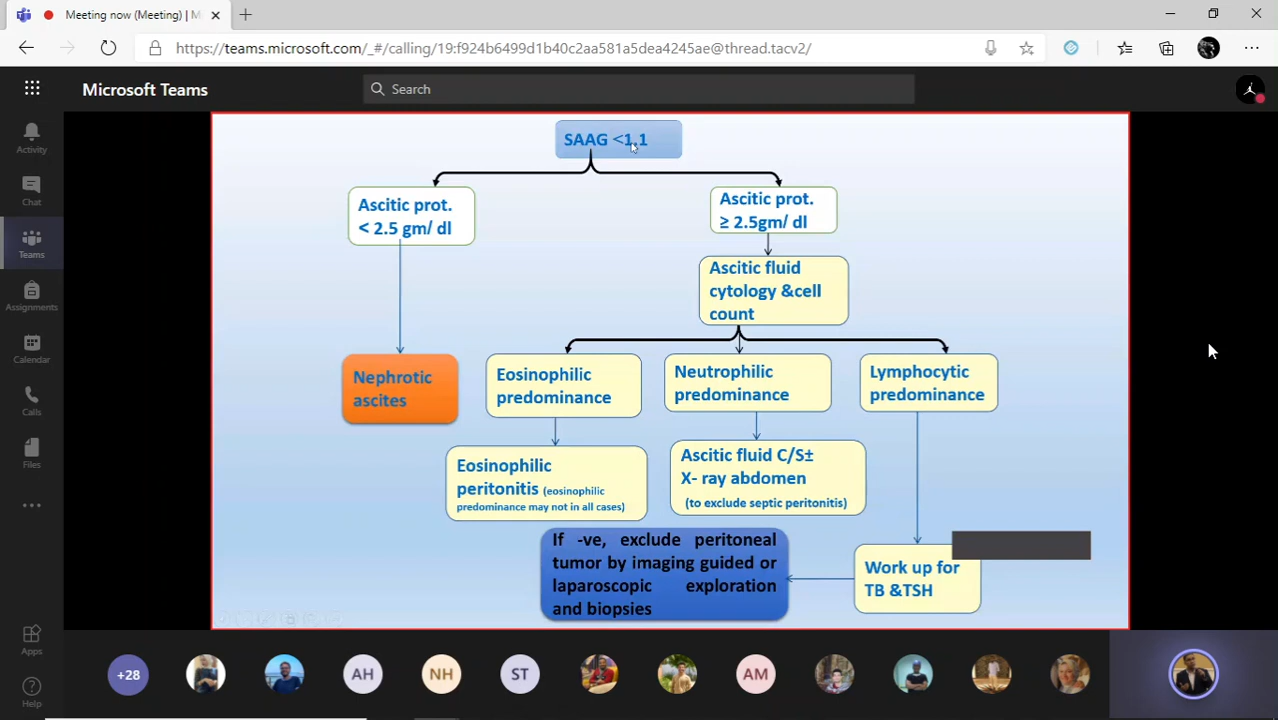 Meeting now (Meeting) | M
https://teams.microsoft.com/_#/calling/19:f924b6499d1b40c2aa581a5dea4245ae@thread.tacv2/
Microsoft Teams
Search
Activity
Chat
Teams
Assignments
Calendar
Calls
Files
Apps
Help
SAAG <1.1
Ascitic prot.
< 2.5 gm/ dl
Ascitic prot.
≥ 2.5gm/ dl
Ascitic fluid
cytology &cell
count
Nephrotic
ascites
Eosinophilic
predominance
Neutrophilic
predominance
Lymphocytic
predominance
Eosinophilic
peritonitis (eosinophilic
predominance may not in all cases)
Ascitic fluid C/S±
X- ray abdomen
(to exclude septic peritonitis)
If -ve, exclude peritoneal
tumor by imaging guided or
laparoscopic exploration
and biopsies
Work up for
TB &TSH
+28
AH
NH
ST
AM